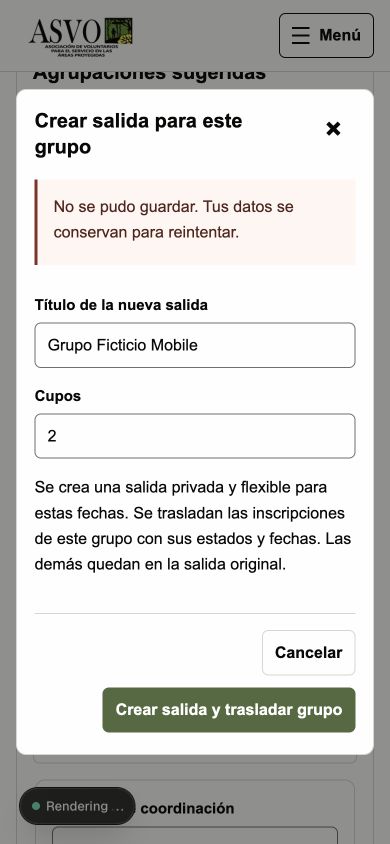 ASVO
ASOCIACIÓN DE VOLUNTARIOS
PARA EL SERVICIO EN LAS
ÁREAS PROTEGIDAS
Menú
Agrupaciones sugeridas
Crear salida para este
grupo
No se pudo guardar. Tus datos se
conservan para reintentar.
Título de la nueva salida
Grupo Ficticio Mobile
Cupos
2
Se crea una salida privada y flexible para
estas fechas. Se trasladan las inscripciones
de este grupo con sus estados y fechas. Las
demás quedan en la salida original.
Cancelar
Crear salida y trasladar grupo
Rendering ...
coordinación